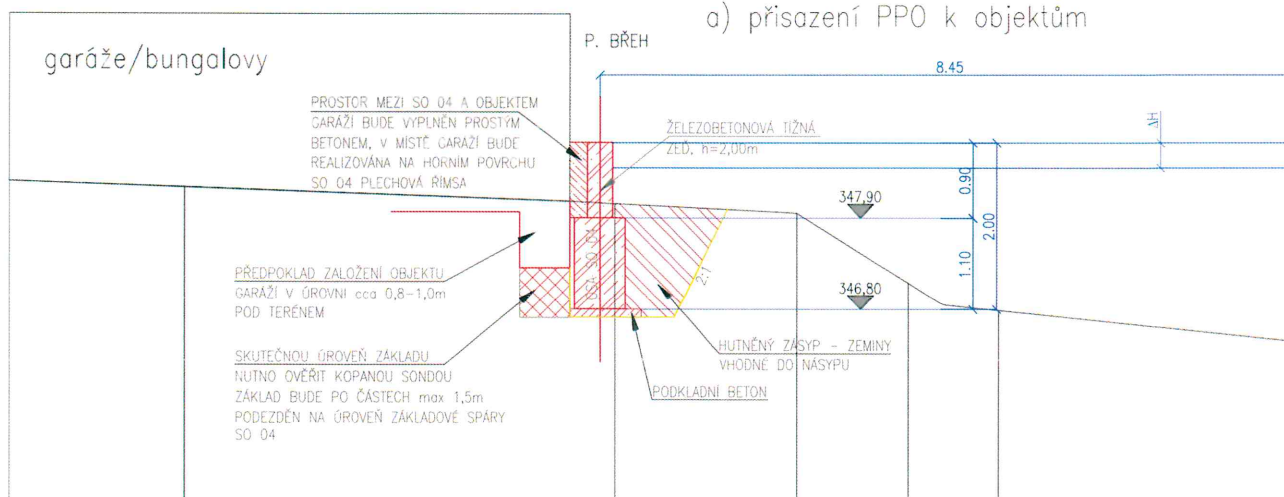 a) přisazení PPO k objektům
garáže/bungalovy
P. BŘEH
8.45
PROSTOR MEZI SO 04 A OBJEKTEM
GARÁŽÍ BUDE VYPLNĚN PROSTÝM
BETONEM, V MÍSTĚ GARÁŽÍ BUDE
REALIZOVÁNA NA HORNÍM POVRCHU
SO 04 PLECHOVÁ ŘÍMSA
ŽELEZOBETONOVÁ TÍŽNÁ
ZEĎ, h=2,00m
ΔH
0.90
2.00
1.10
347,90
346,80
OSA SO 04
2:1
PŘEDPOKLAD ZALOŽENÍ OBJEKTU
GARÁŽÍ V ÚROVNI cca 0,8-1,0m
POD TERÉNEM
SKUTEČNOU ÚROVEŇ ZÁKLADU
NUTNO OVĚŘIT KOPANOU SONDOU
ZÁKLAD BUDE PO ČÁSTECH max 1,5m
PODEZDĚN NA ÚROVEŇ ZÁKLADOVÉ SPÁRY
SO 04
HUTNĚNÝ ZÁSYP - ZEMINY
VHODNÉ DO NÁSYPU
PODKLADNÍ BETON